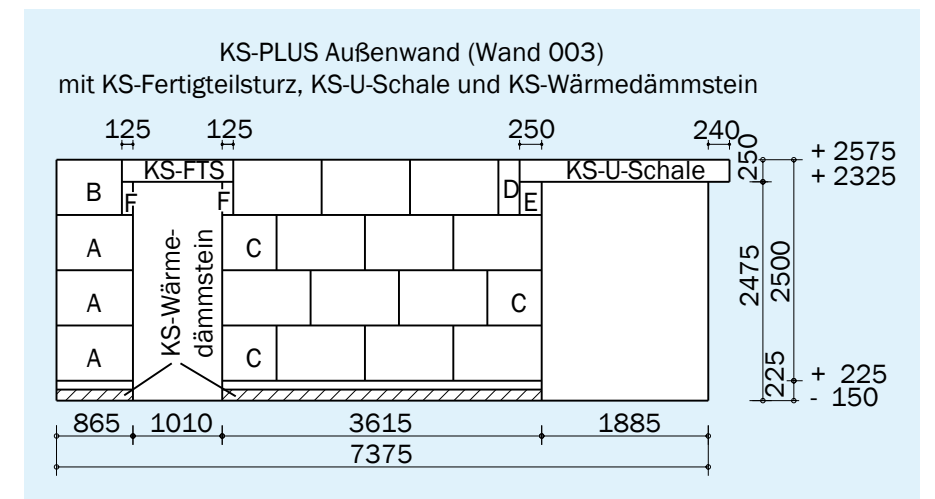 KS-PLUS Außenwand (Wand 003)
mit KS-Fertigteilsturz, KS-U-Schale und KS-Wärmedämmstein
125 125 250 240
KS-FTS KS-U-Schale 250 + 2575
+ 2325
B F F D E
A C
KS-Wärme-
dämmstein
A C
A C
2475 2500
225 + 225
- 150
865 1010 3615 1885
7375